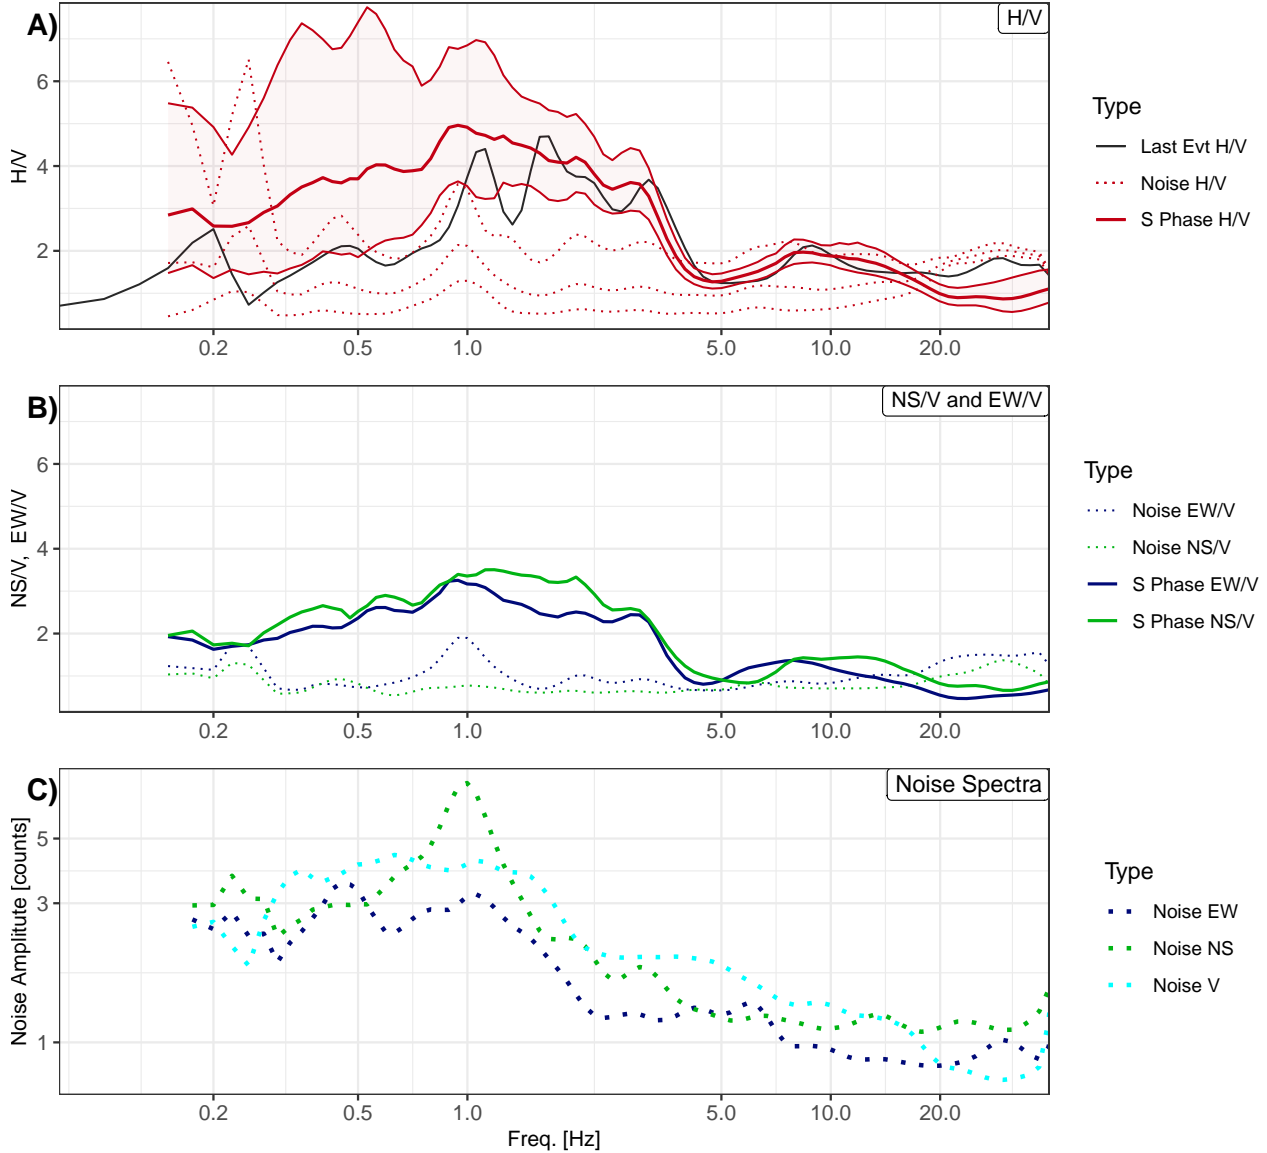 A)
H/V
H/V
6
4
2
0.2 0.5 1.0 5.0 10.0 20.0
Type
Last Evt H/V
Noise H/V
S Phase H/V
B)
NS/V and EW/V
NS/V, EW/V
6
4
2
0.2 0.5 1.0 5.0 10.0 20.0
Type
Noise EW/V
Noise NS/V
S Phase EW/V
S Phase NS/V
C)
Noise Spectra
Noise Amplitude [counts]
5
3
1
0.2 0.5 1.0 5.0 10.0 20.0
Freq. [Hz]
Type
Noise EW
Noise NS
Noise V